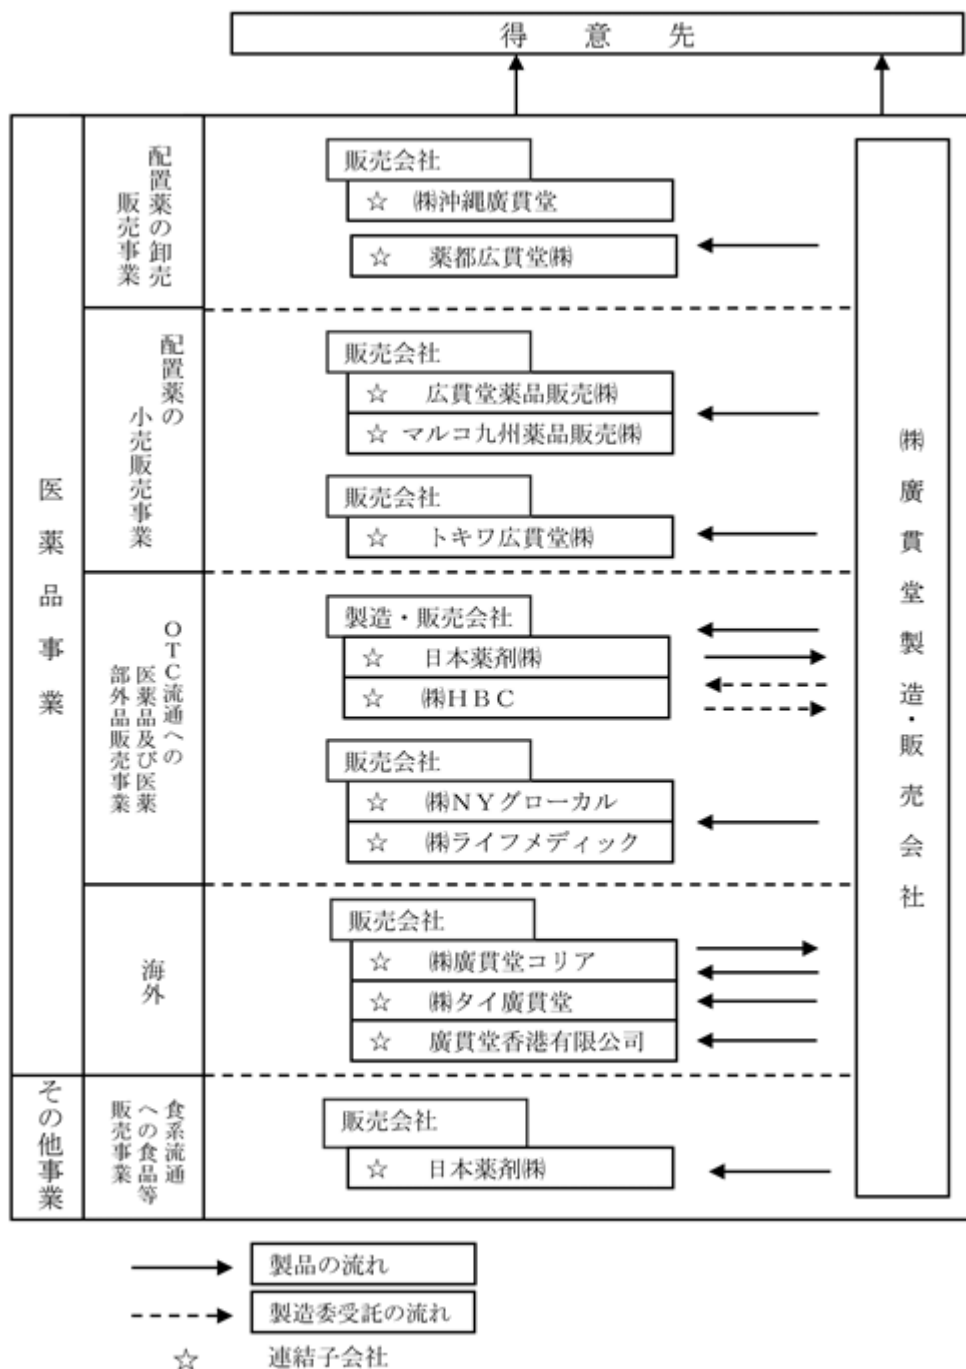 得意先
医薬品事業
配置薬の卸売
販売事業
販売会社
☆ ㈱沖縄廣貫堂
☆ 薬都広貫堂㈱
配置薬の
小売販売事業
販売会社
☆ 広貫堂薬品販売㈱
☆ マルコ九州薬品販売㈱
販売会社
☆ トキワ広貫堂㈱
OTC流通への
医薬品及び医薬
部外品販売事業
製造・販売会社
☆ 日本薬剤㈱
☆ ㈱HBC
販売会社
☆ ㈱NYグローカル
☆ ㈱ライフメディック
海外
販売会社
☆ ㈱廣貫堂コリア
☆ ㈱タイ廣貫堂
☆ 廣貫堂香港有限公司
その他事業
食系流通
への食品等
販売事業
販売会社
☆ 日本薬剤㈱
㈱廣貫堂製造・販売会社
製品の流れ
製造委受託の流れ
☆ 連結子会社